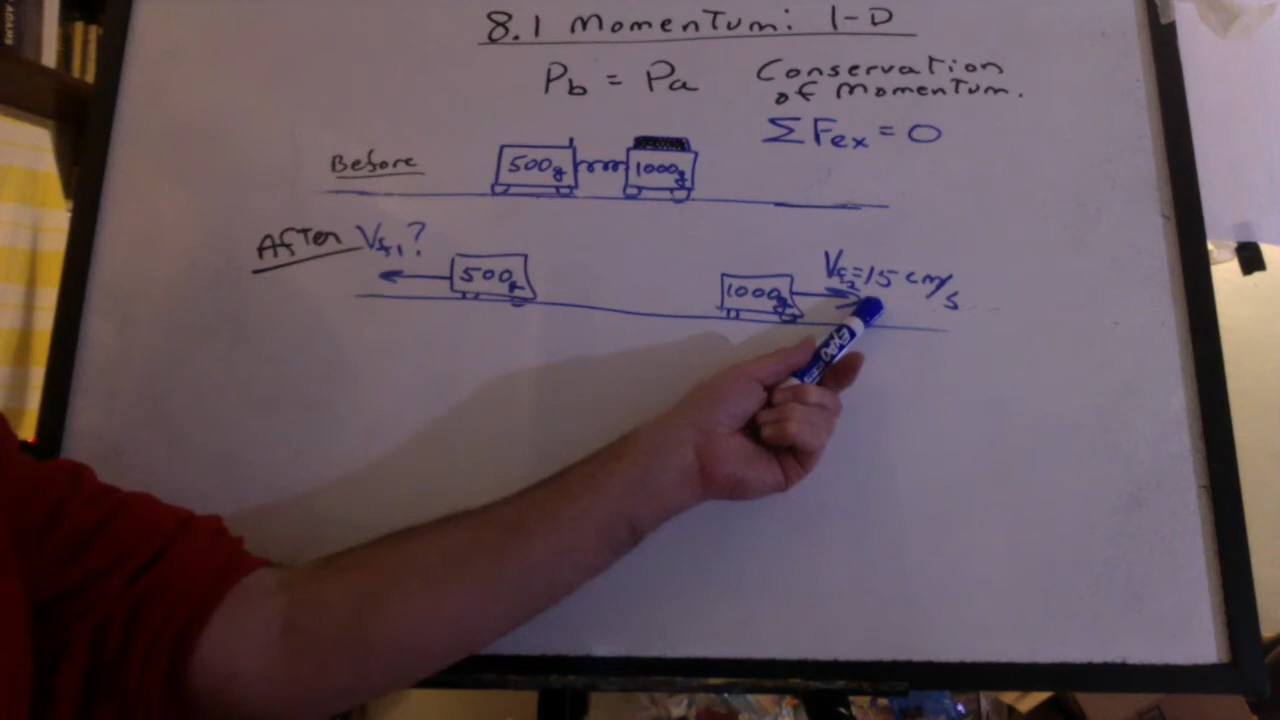 8.1 Momentum: 1-D
Pb = Pa
Conservation
of momentum.
ΣFex = 0
Before
500g
1000g
After
Vf1?
500g
1000g
Vf2=15 cm/s
EXPO